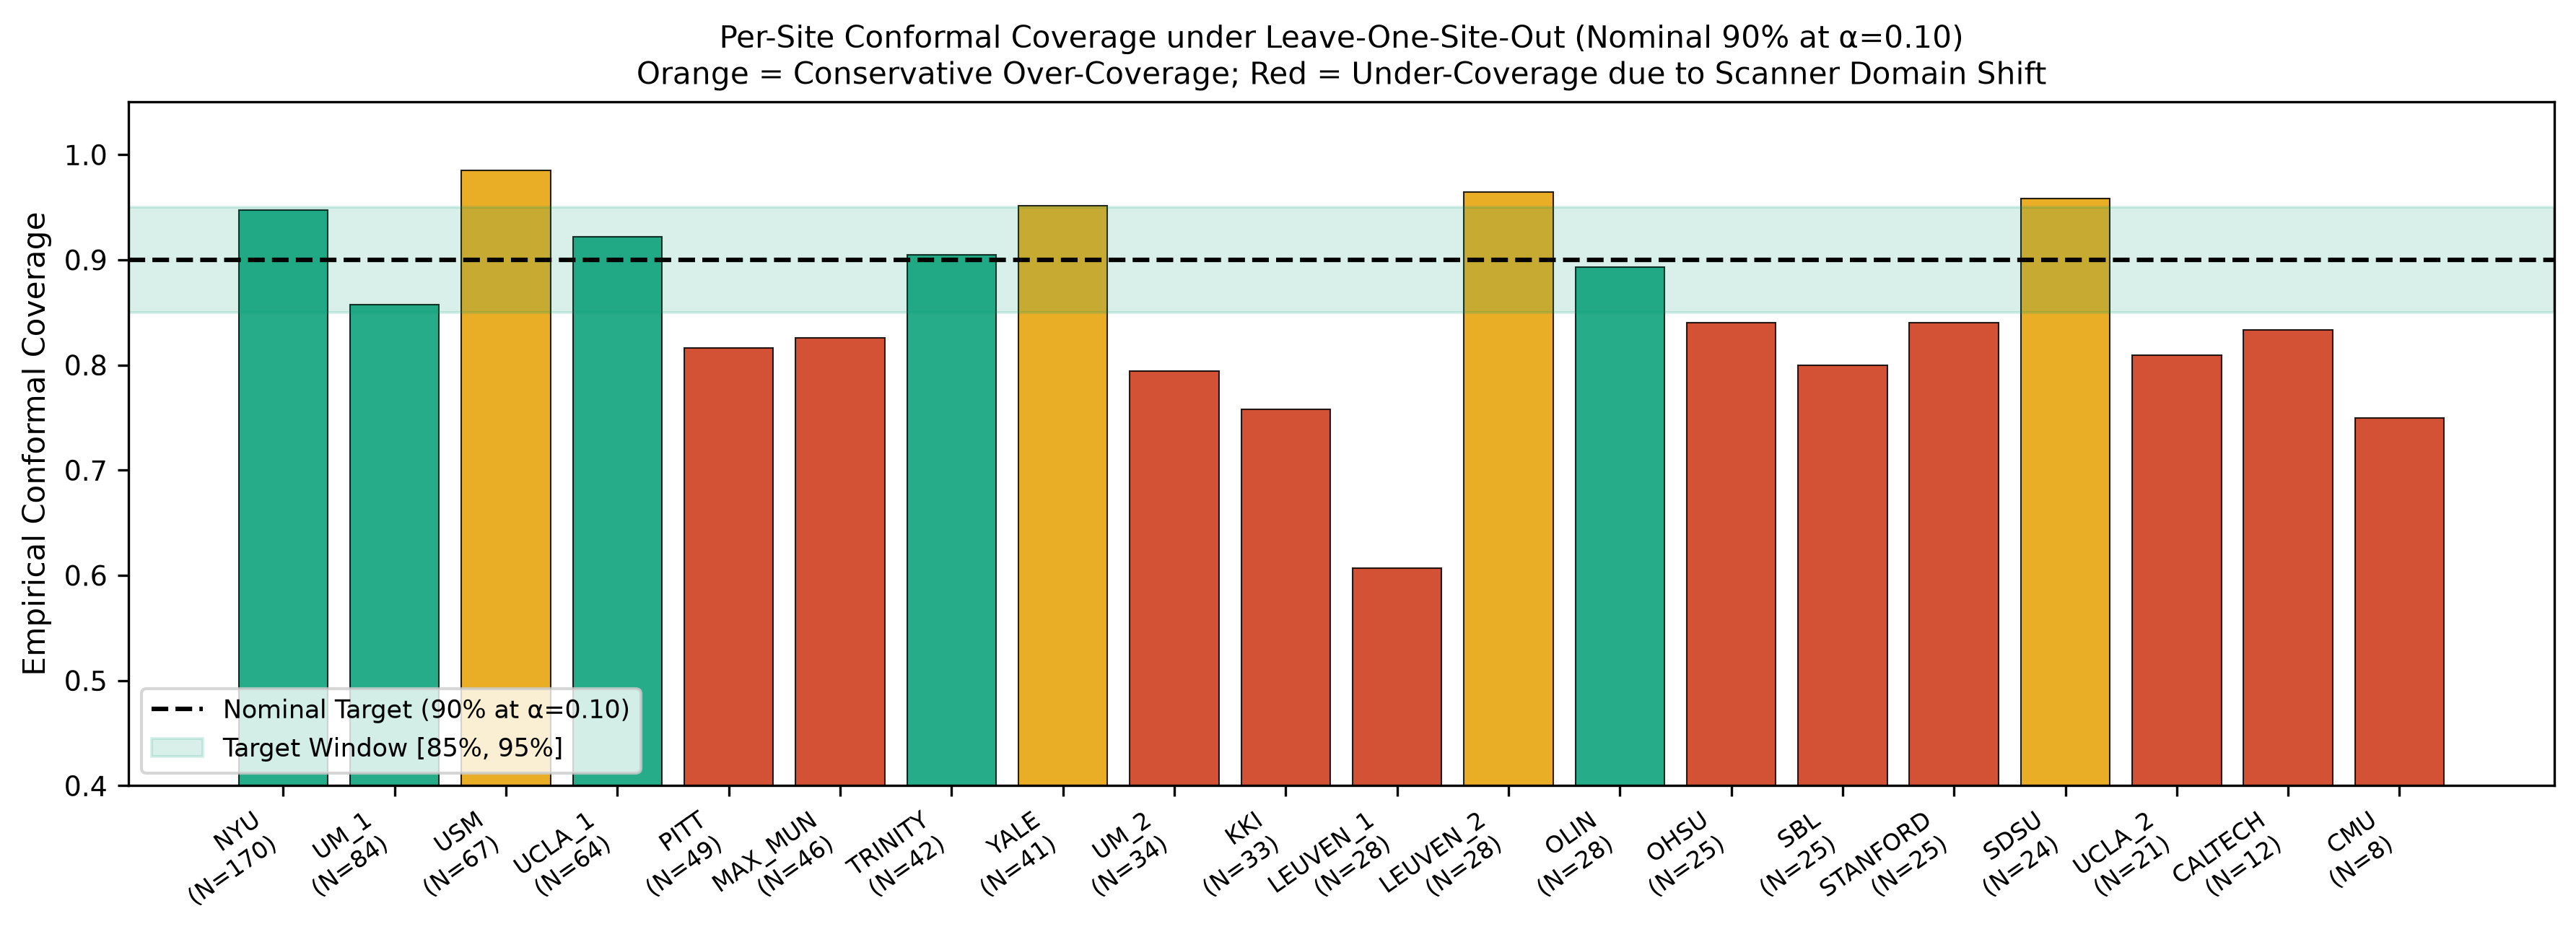 Per-Site Conformal Coverage under Leave-One-Site-Out (Nominal 90% at α=0.10)
Orange = Conservative Over-Coverage; Red = Under-Coverage due to Scanner Domain Shift
Empirical Conformal Coverage
1.0
0.9
0.8
0.7
0.6
0.5
0.4
Nominal Target (90% at α=0.10)
Target Window [85%, 95%]
NYU
(N=170)
UM_1
(N=84)
USM
(N=67)
UCLA_1
(N=64)
PITT
(N=49)
MAX_MUN
(N=46)
TRINITY
(N=42)
YALE
(N=41)
UM_2
(N=34)
KKI
(N=33)
LEUVEN_1
(N=28)
LEUVEN_2
(N=28)
OLIN
(N=28)
OHSU
(N=25)
SBL
(N=25)
STANFORD
(N=25)
SDSU
(N=24)
UCLA_2
(N=21)
CALTECH
(N=12)
CMU
(N=8)